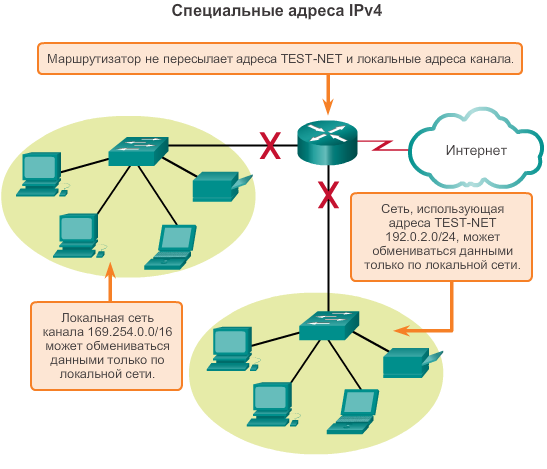 Специальные адреса IPv4
Маршрутизатор не пересылает адреса TEST-NET и локальные адреса канала.
Интернет
Сеть, использующая
адреса TEST-NET
192.0.2.0/24, может
обмениваться данными
только по локальной сети.
Локальная сеть
канала 169.254.0.0/16
может обмениваться
данными только по
локальной сети.